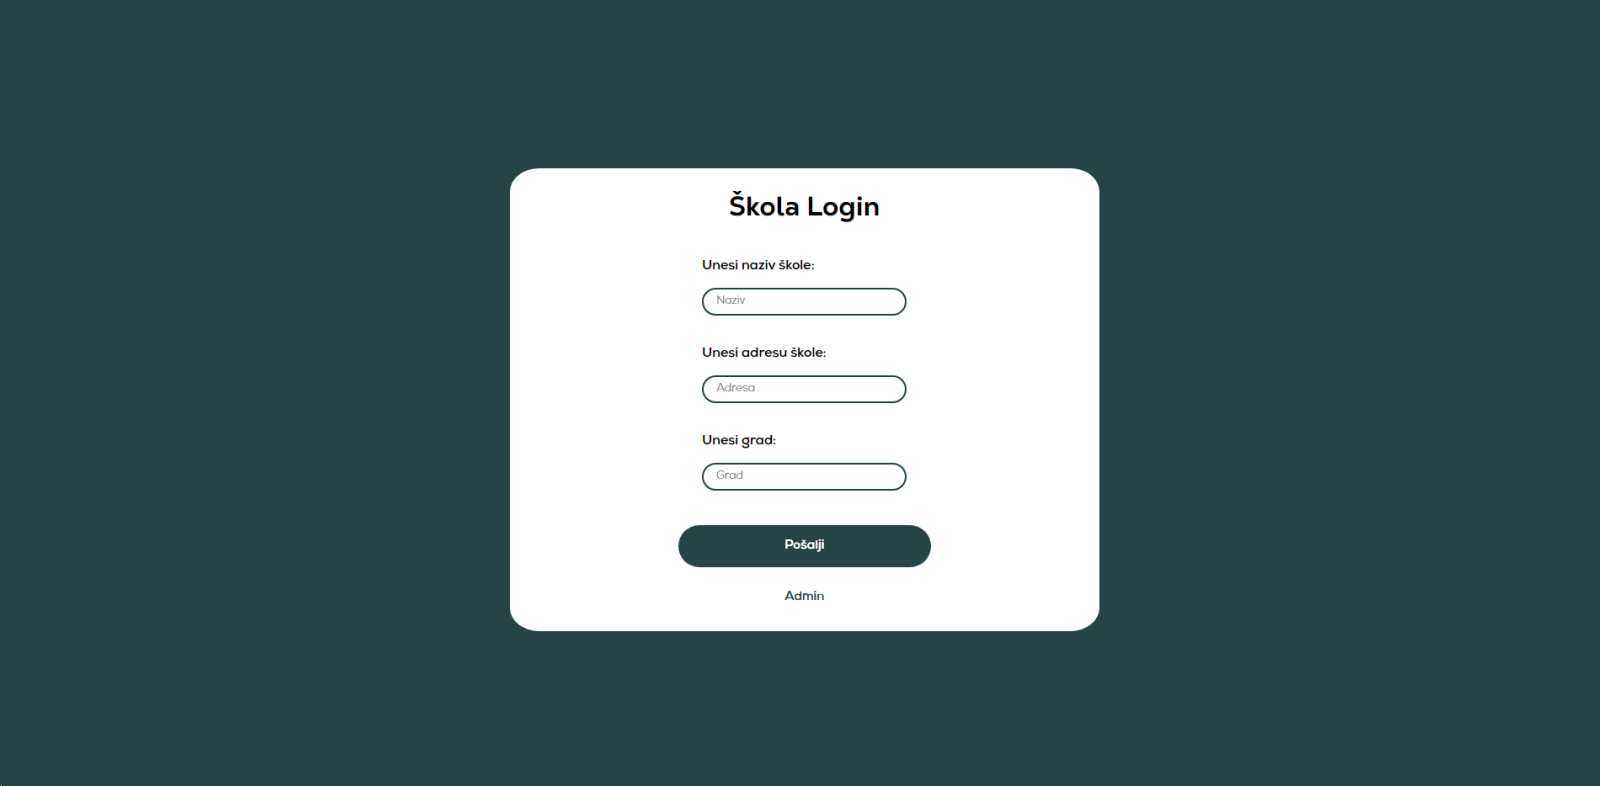 Škola Login
Unesi naziv škole:
Naziv
Unesi adresu škole:
Adresa
Unesi grad:
Grad
Pošalji
Admin